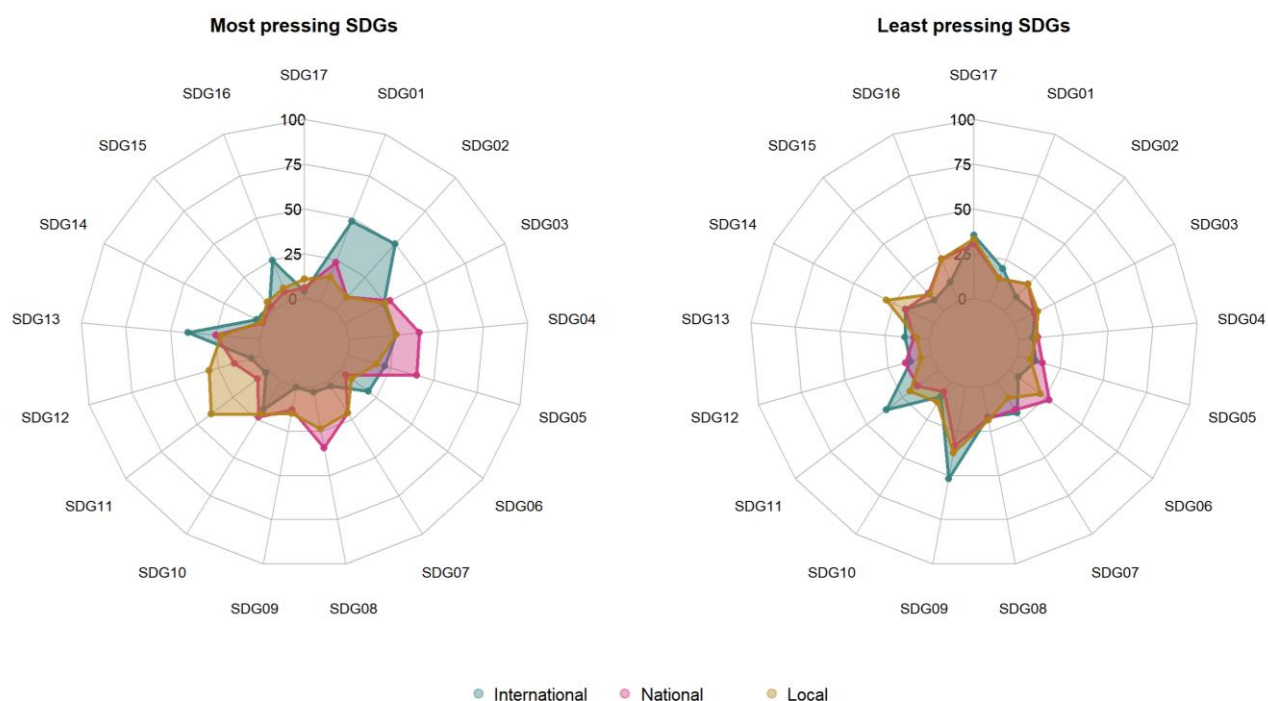 Most pressing SDGs
SDG17
SDG01
SDG02
SDG03
SDG04
SDG05
SDG06
SDG07
SDG08
SDG09
SDG10
SDG11
SDG12
SDG13
SDG14
SDG15
SDG16
100
75
50
25
0
Least pressing SDGs
SDG17
SDG01
SDG02
SDG03
SDG04
SDG05
SDG06
SDG07
SDG08
SDG09
SDG10
SDG11
SDG12
SDG13
SDG14
SDG15
SDG16
100
75
50
25
0
International National Local